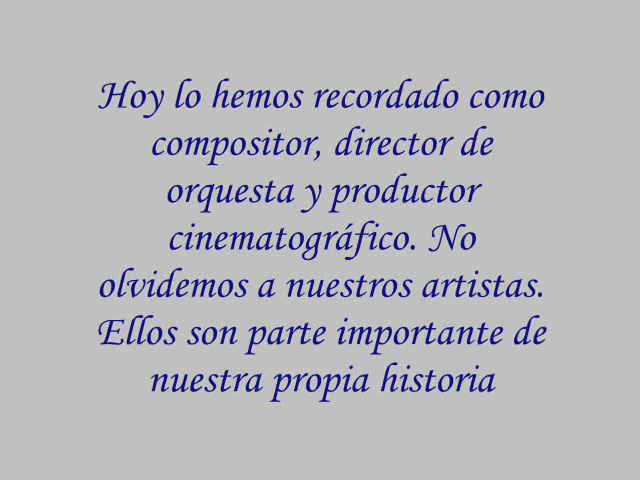 Hoy lo hemos recordado como
compositor, director de
orquesta y productor
cinematográfico. No
olvidemos a nuestros artistas.
Ellos son parte importante de
nuestra propia historia